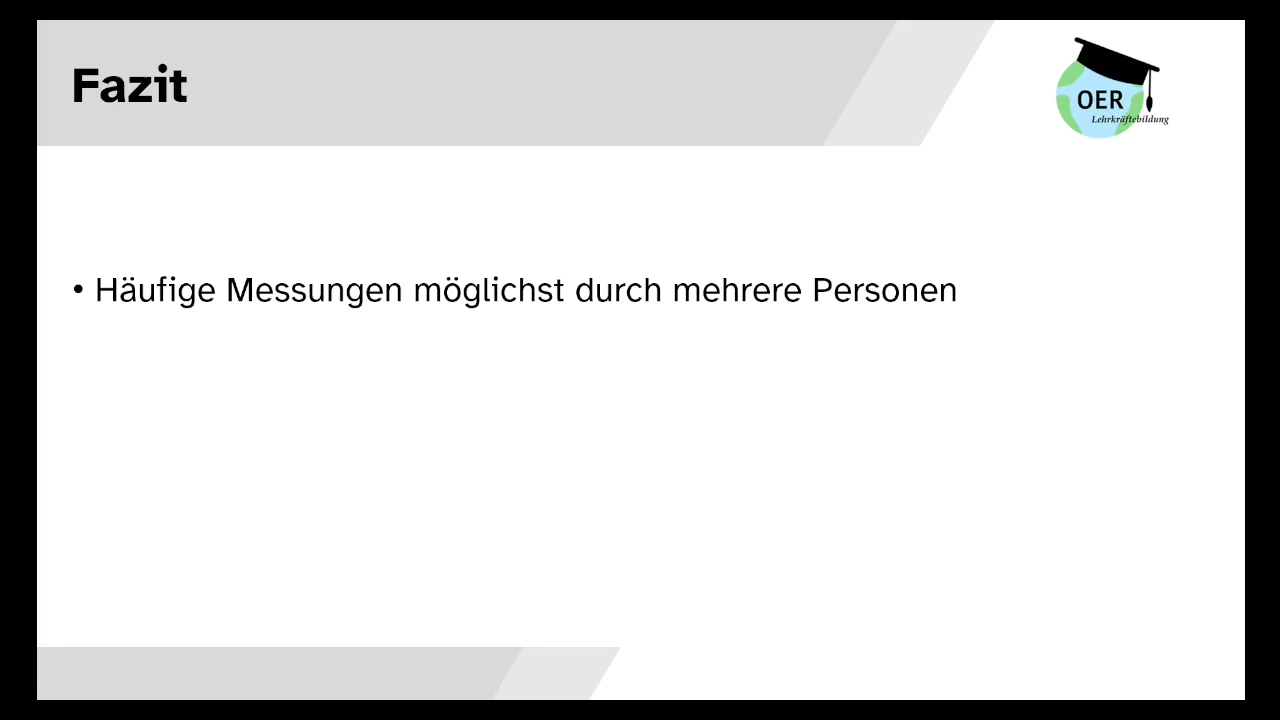 Fazit
OER
Lehrkräftebildung
• Häufige Messungen möglichst durch mehrere Personen